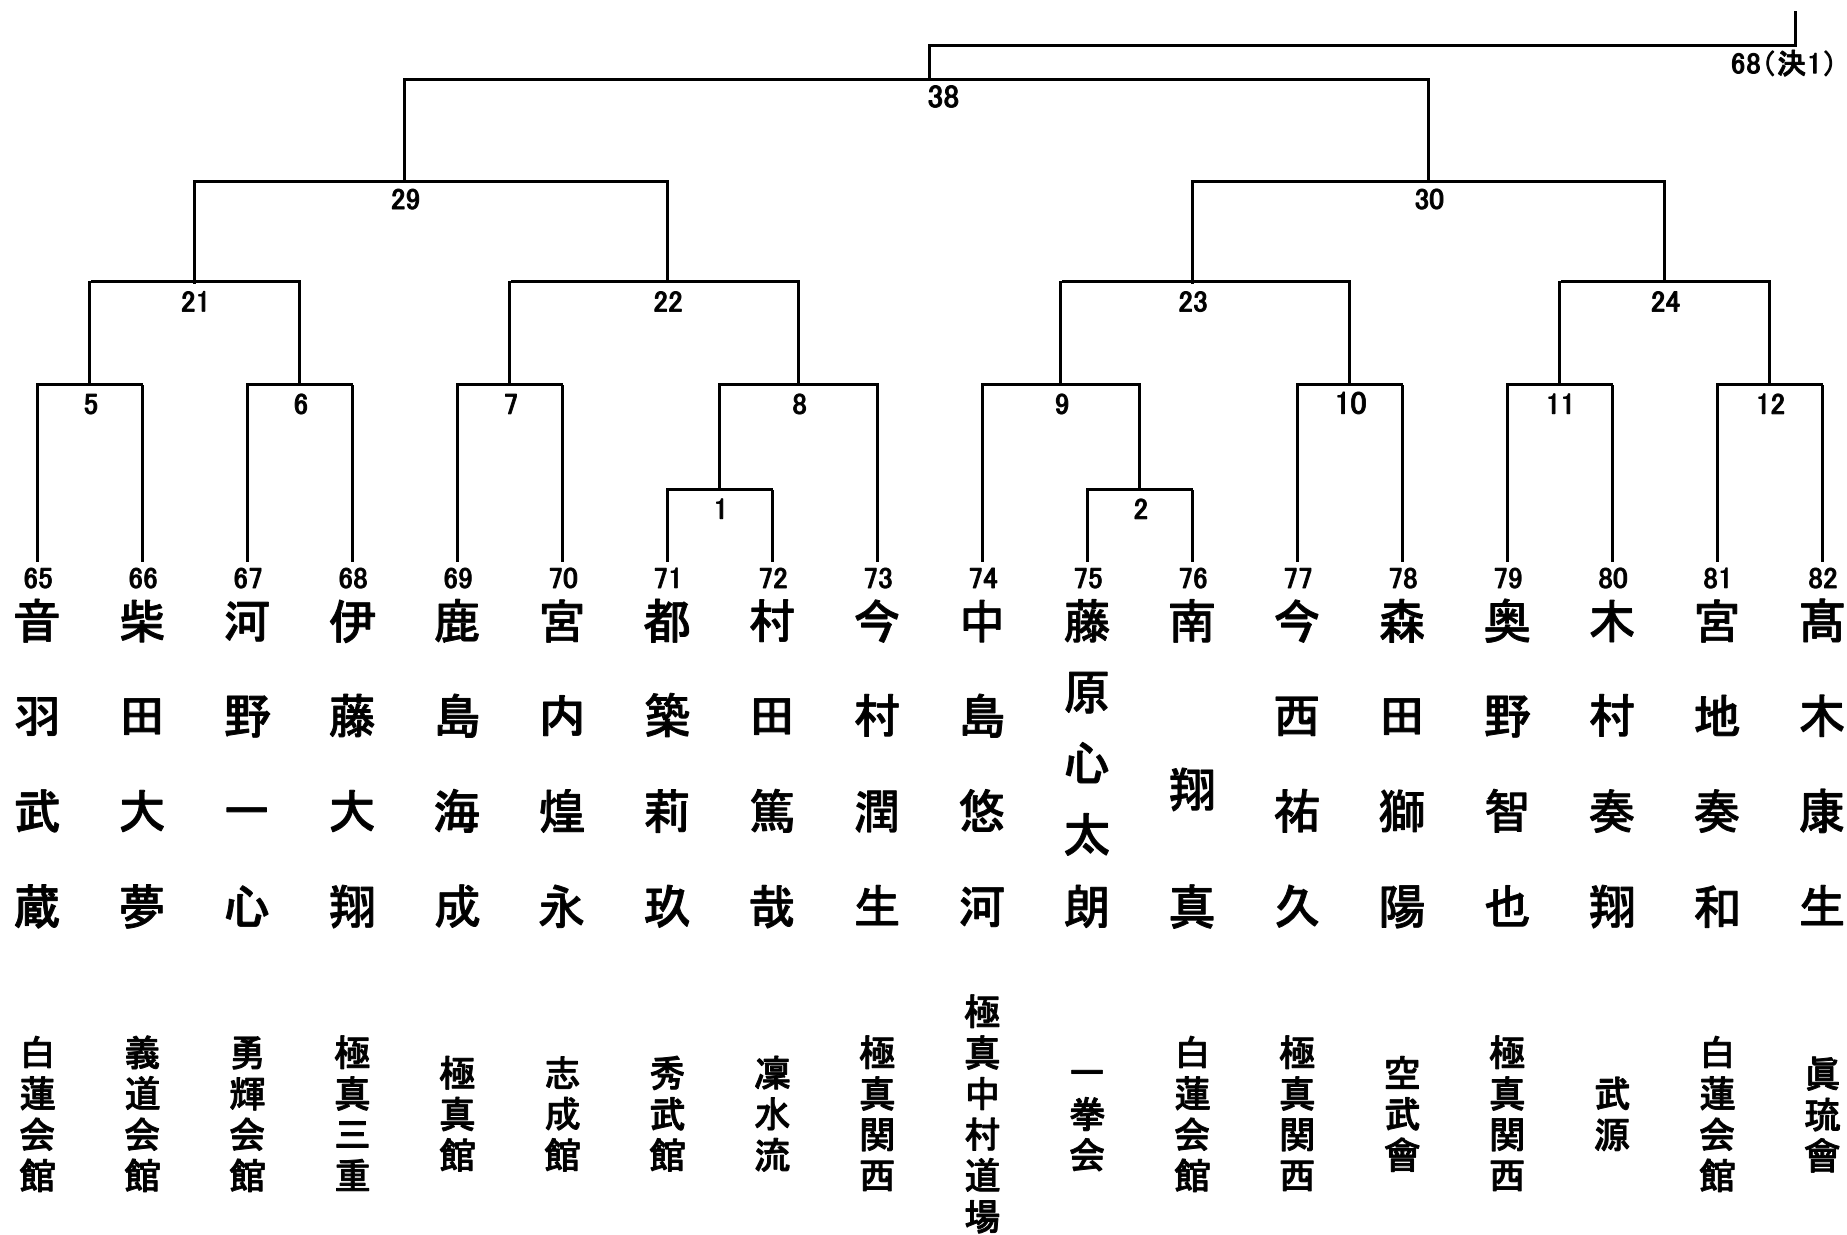 68(決1)
38
29
30
21
22
23
24
5
6
7
8
9
10
11
12
1
2
65
66
67
68
69
70
71
72
73
74
75
76
77
78
79
80
81
82
音羽武蔵
柴田大夢
河野一心
伊藤大翔
鹿島海成
宮内煌永
都築莉玖
村田篤哉
今村潤生
中島悠河
藤原心太朗
南翔真
今西祐久
森田獅陽
奥野智也
木村奏翔
宮地奏和
髙木康生
白蓮会館
義道会館
勇輝会館
極真三重
極真館
志成館
秀武館
凜水流
極真関西
極真中村道場
一拳会
白蓮会館
極真関西
空武會
極真関西
武源
白蓮会館
眞琉會